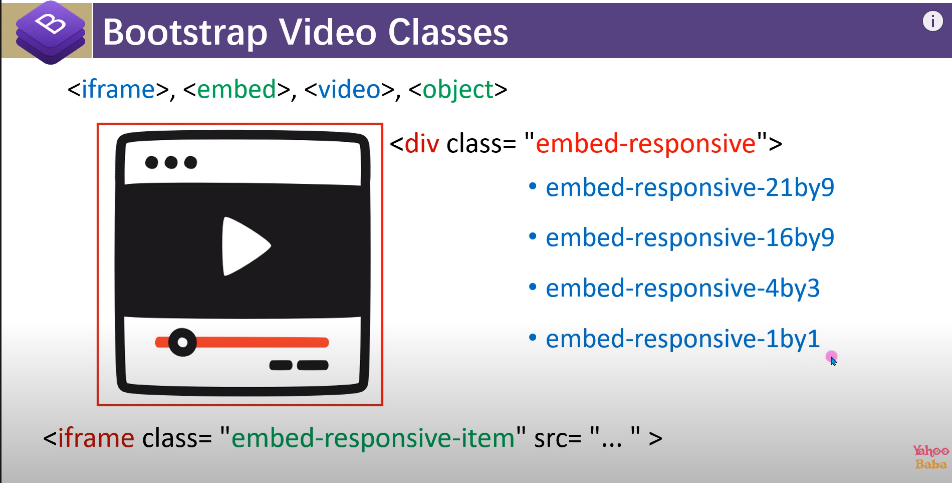 Bootstrap Video Classes
<iframe>, <embed>, <video>, <object>
<div class= "embed-responsive">
• embed-responsive-21by9
• embed-responsive-16by9
• embed-responsive-4by3
• embed-responsive-1by1
<iframe class= "embed-responsive-item" src= "... " >
Yahoo
Baba